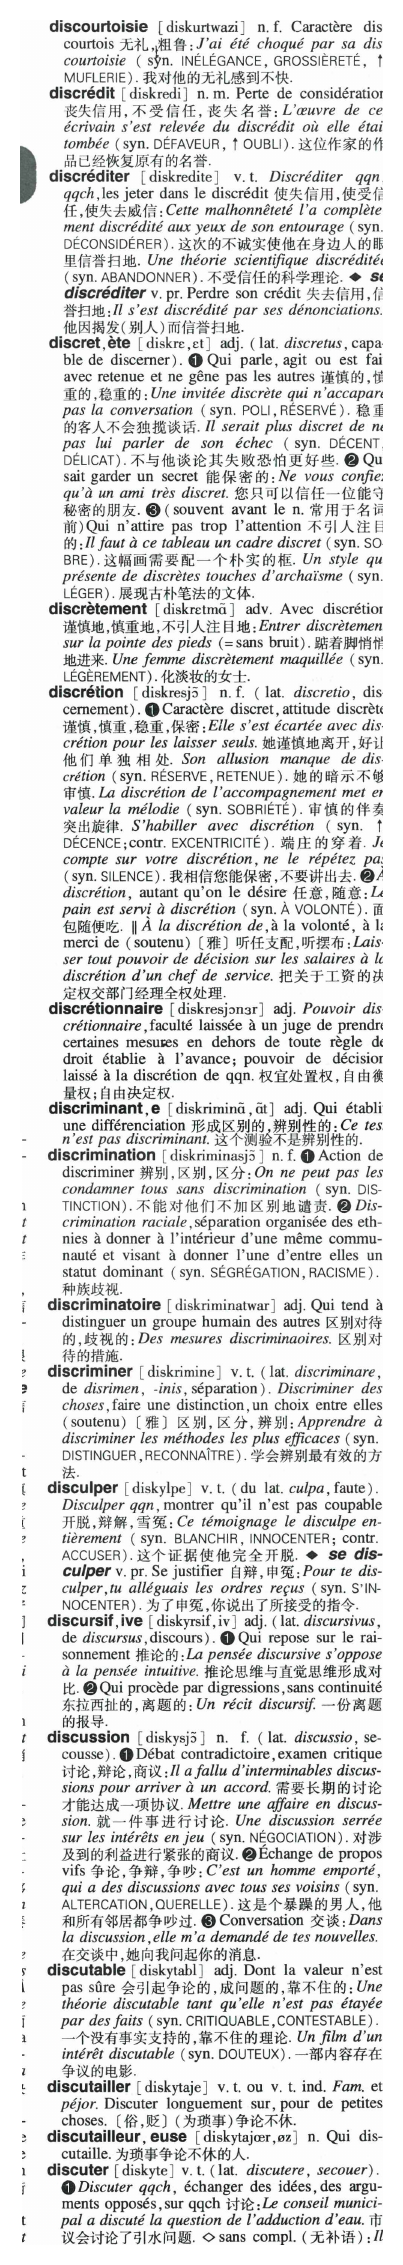 discourtoisie [diskurtwazi] n. f. Caractère dis
courtois 无礼,粗鲁:J'ai été choqué par sa dis
courtoisie (syn. INÉLÉGANCE, GROSSIÈRETÉ, ↑
MUFLERIE). 我对他的无礼感到不快.
discrédit [diskredi] n. m. Perte de considération
丧失信用,不受信任,丧失名誉:L'œuvre de ce
écrivain s'est relevée du discrédit où elle étai
tombée (syn. DÉFAVEUR, ↑ OUBLI). 这位作家的作
品已经恢复原有的名誉.
discréditer [diskredite] v. t. Discréditer qqn
qqch, les jeter dans le discrédit 使失信用,使受信
任,使失去威信:Cette malhonnêteté l'a complète
ment discrédité aux yeux de son entourage (syn.
DÉCONSIDÉRER). 这次的不诚实使他在身边人的眼
里信誉扫地. Une théorie scientifique discréditée
(syn. ABANDONNER). 不受信任的科学理论. ◆ se
discréditer v. pr. Perdre son crédit 失去信用,信
誉扫地:Il s'est discrédité par ses dénonciations.
他因揭发(别人)而信誉扫地.
discret, ète [diskrɛ, ɛt] adj. (lat. discretus, capa-
ble de discerner). ❶ Qui parle, agit ou est fai
avec retenue et ne gêne pas les autres 谨慎的,慎
重的,稳重的:Une invitée discrète qui n'accapare
pas la conversation (syn. POLI, RÉSERVÉ). 稳重
的客人不会独揽谈话. Il serait plus discret de ne
pas lui parler de son échec (syn. DÉCENT,
DÉLICAT). 不与他谈论其失败恐怕更好些. ❷ Qu
sait garder un secret 能保密的:Ne vous confiez
qu'à un ami très discret. 您只可以信任一位能守
秘密的朋友. ❸ (souvent avant le n. 常用于名词
前) Qui n'attire pas trop l'attention 不引人注目
的:Il faut à ce tableau un cadre discret (syn. SO-
BRE). 这幅画需要配一个朴实的框. Un style qu
présente de discrètes touches d'archaïsme (syn.
LÉGER). 展现古朴笔法的文体.
discrètement [diskrɛtmɑ̃] adv. Avec discrétion
谨慎地,慎重地,不引人注目地:Entrer discrètemen
sur la pointe des pieds (= sans bruit). 踮着脚悄悄
地进来. Une femme discrètement maquillée (syn.
LÉGÈREMENT). 化淡妆的女士.
discrétion [diskresjɔ̃] n. f. (lat. discretio, dis-
cernement). ❶ Caractère discret, attitude discrète
谨慎,慎重,稳重,保密:Elle s'est écartée avec dis-
crétion pour les laisser seuls. 她谨慎地离开,好让
他们单独相处. Son allusion manque de dis-
crétion (syn. RÉSERVE, RETENUE). 她的暗示不够
审慎. La discrétion de l'accompagnement met en
valeur la mélodie (syn. SOBRIÉTÉ). 审慎的伴奏
突出旋律. S'habiller avec discrétion (syn. ↑
DÉCENCE; contr. EXCENTRICITÉ). 端庄的穿着. Je
compte sur votre discrétion, ne le répétez pas
(syn. SILENCE). 我相信您能保密,不要讲出去. ❷ À
discrétion, autant qu'on le désire 任意,随意:Le
pain est servi à discrétion (syn. À VOLONTÉ). 面
包随便吃. ‖ À la discrétion de, à la volonté, à la
merci de (soutenu) 〔雅〕听任支配,听摆布:Lais-
ser tout pouvoir de décision sur les salaires à la
discrétion d'un chef de service. 把关于工资的决
定权交部门经理全权处理.
discrétionnaire [diskresjɔnɛr] adj. Pouvoir dis-
crétionnaire, faculté laissée à un juge de prendre
certaines mesures en dehors de toute règle de
droit établie à l'avance; pouvoir de décision
laissé à la discrétion de qqn. 权宜处置权,自由衡
量权;自由决定权.
discriminant, e [diskriminɑ̃, ɑ̃t] adj. Qui établi
une différenciation 形成区别的,辨别性的:Ce tes
n'est pas discriminant. 这个测验不是辨别性的.
discrimination [diskriminasjɔ̃] n. f. ❶ Action de
discriminer 辨别,区别,区分:On ne peut pas les
condamner tous sans discrimination (syn. DIS-
TINCTION). 不能对他们不加区别地谴责. ❷ Dis-
crimination raciale, séparation organisée des eth-
nies à donner à l'intérieur d'une même commu-
nauté et visant à donner l'une d'entre elles un
statut dominant (syn. SÉGRÉGATION, RACISME).
种族歧视.
discriminatoire [diskriminatwar] adj. Qui tend à
distinguer un groupe humain des autres 区别对待
的,歧视的:Des mesures discriminaoires. 区别对
待的措施.
discriminer [diskrimine] v. t. (lat. discriminare,
de disrimen, -inis, séparation). Discriminer des
choses, faire une distinction, un choix entre elles
(soutenu) 〔雅〕区别,区分,辨别:Apprendre à
discriminer les méthodes les plus efficaces (syn.
DISTINGUER, RECONNAÎTRE). 学会辨别最有效的方
法.
disculper [diskylpe] v. t. (du lat. culpa, faute).
Disculper qqn, montrer qu'il n'est pas coupable
开脱,辩解,雪冤:Ce témoignage le disculpe en-
tièrement (syn. BLANCHIR, INNOCENTER; contr.
ACCUSER). 这个证据使他完全开脱. ◆ se dis-
culper v. pr. Se justifier 自辩,申冤:Pour te dis-
culper, tu alléguais les ordres reçus (syn. S'IN-
NOCENTER). 为了申冤,你说出了所接受的指令.
discursif, ive [diskyrsif, iv] adj. (lat. discursivus,
de discursus, discours). ❶ Qui repose sur le rai-
sonnement 推论的:La pensée discursive s'oppose
à la pensée intuitive. 推论思维与直觉思维形成对
比. ❷ Qui procède par digressions, sans continuité
东拉西扯的,离题的:Un récit discursif. 一份离题
的报导.
discussion [diskysjɔ̃] n. f. (lat. discussio, se-
cousse). ❶ Débat contradictoire, examen critique
讨论,辩论,商议:Il a fallu d'interminables discus-
sions pour arriver à un accord. 需要长期的讨论
才能达成一项协议. Mettre une affaire en discus-
sion. 就一件事进行讨论. Une discussion serrée
sur les intérêts en jeu (syn. NÉGOCIATION). 对涉
及到的利益进行紧张的商议. ❷ Échange de propos
vifs 争论,争辩,争吵:C'est un homme emporté,
qui a des discussions avec tous ses voisins (syn.
ALTERCATION, QUERELLE). 这是个暴躁的男人,他
和所有邻居都争吵过. ❸ Conversation 交谈:Dans
la discussion, elle m'a demandé de tes nouvelles.
在交谈中,她向我问起你的消息.
discutable [diskytabl] adj. Dont la valeur n'est
pas sûre 会引起争论的,成问题的,靠不住的:Une
théorie discutable tant qu'elle n'est pas étayée
par des faits (syn. CRITIQUABLE, CONTESTABLE).
一个没有事实支持的,靠不住的理论. Un film d'un
intérêt discutable (syn. DOUTEUX). 一部内容存在
争议的电影.
discutailler [diskytaje] v. t. ou v. t. ind. Fam. et
péjor. Discuter longuement sur, pour de petites
choses. 〔俗,贬〕(为琐事)争论不休.
discutailleur, euse [diskytajœr, øz] n. Qui dis-
cutaille. 为琐事争论不休的人.
discuter [diskyte] v. t. (lat. discutere, secouer).
❶ Discuter qqch, échanger des idées, des argu-
ments opposés, sur qqch 讨论:Le conseil munici-
pal a discuté la question de l'adduction d'eau. 市
议会讨论了引水问题. ◇ sans compl. (无补语):Il